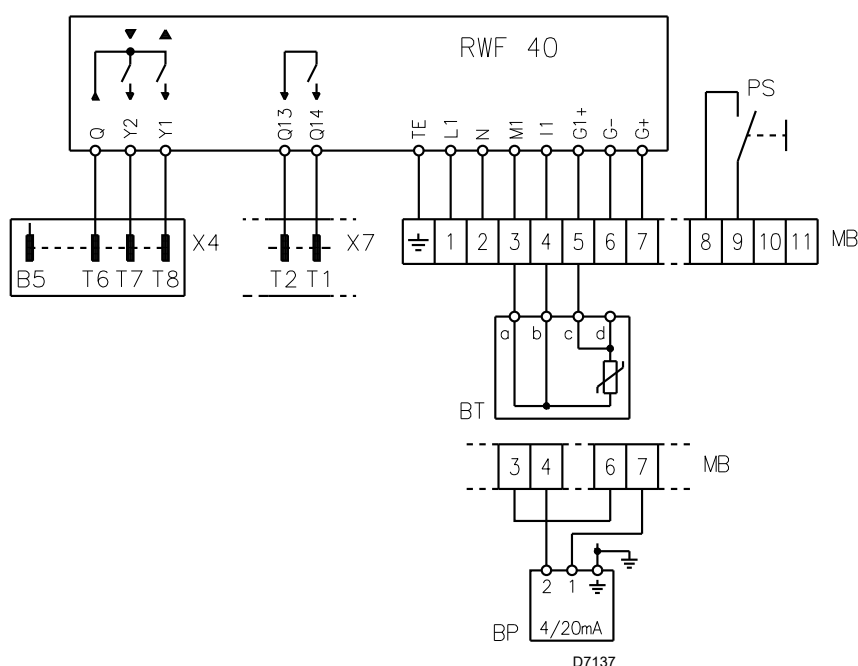 RWF 40
PS
Q Y2 Y1 Q13 Q14 TE L1 N M1 I1 G1+ G- G+
X4 X7 1 2 3 4 5 6 7 8 9 10 11 MB
B5 T6 T7 T8 T2 T1
a b c d
BT
3 4 6 7 MB
2 1
BP 4/20mA
D7137